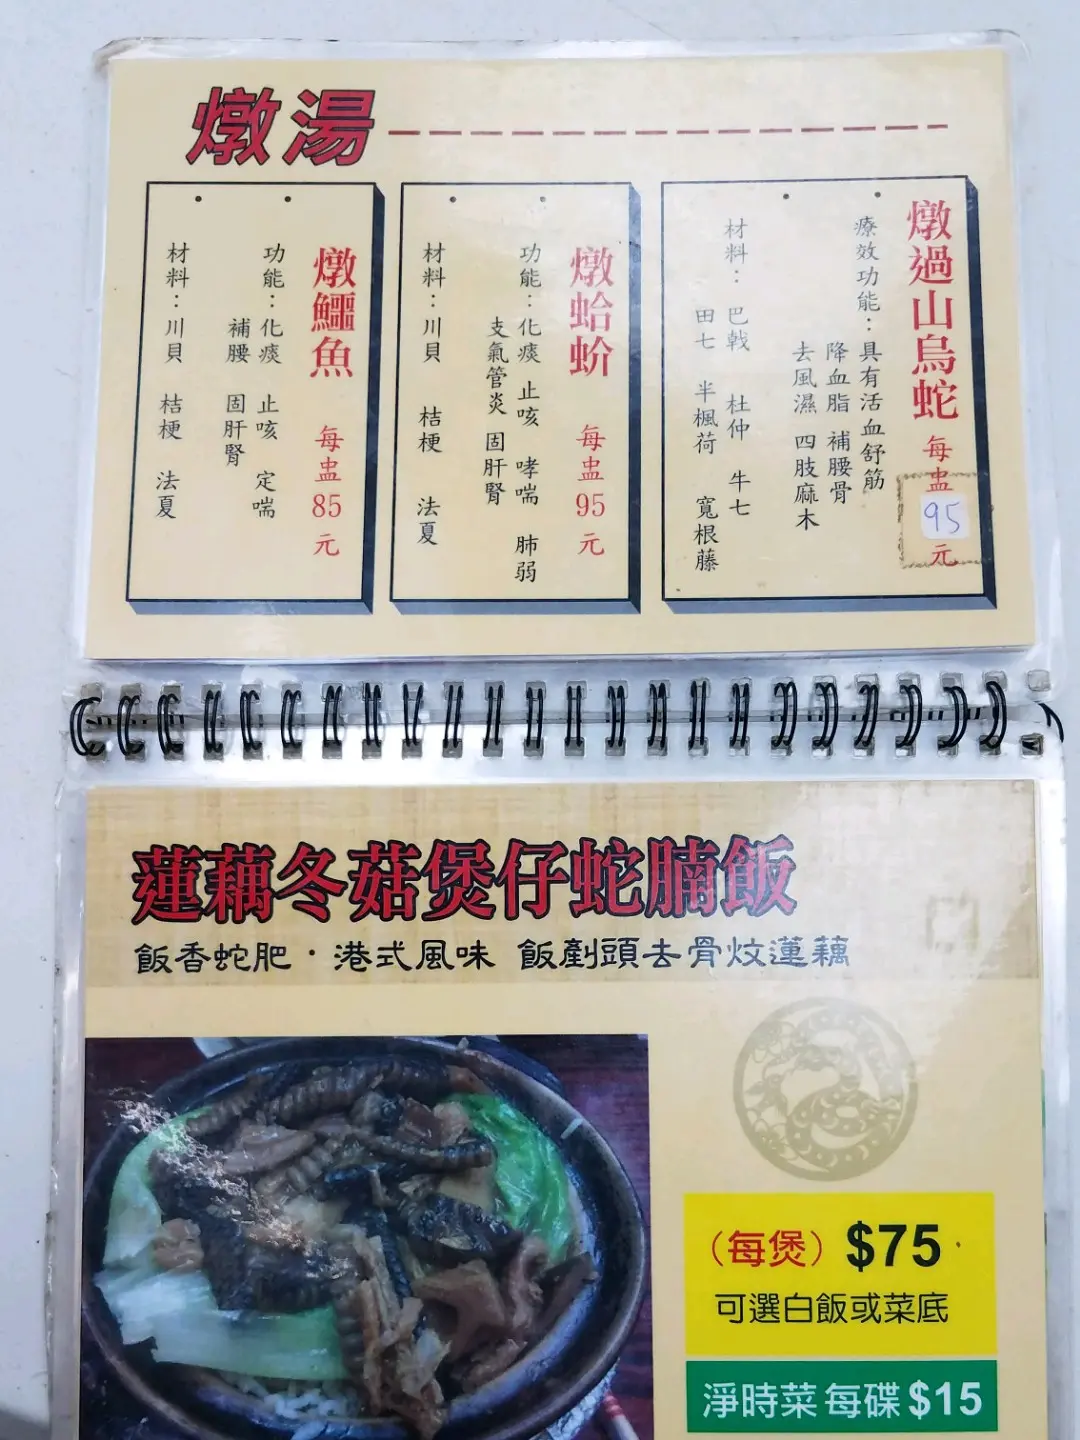 燉湯
燉過山烏蛇 每盅95元
療效功能：具有活血舒筋
降血脂 補腰骨
去風濕 四肢麻木
材料：巴戟 杜仲 牛七
田七 半楓荷 寬根藤
燉蛤蚧 每盅95元
功能：化痰 止咳 哮喘 肺弱
支氣管炎 固肝腎
材料：川貝 桔梗 法夏
燉鱷魚 每盅85元
功能：化痰 止咳 定喘
補腰 固肝腎
材料：川貝 桔梗 法夏
蓮藕冬菇煲仔蛇腩飯
飯香蛇肥·港式風味 飯剷頭去骨炆蓮藕
（每煲）$75
可選白飯或菜底
淨時菜 每碟 $15